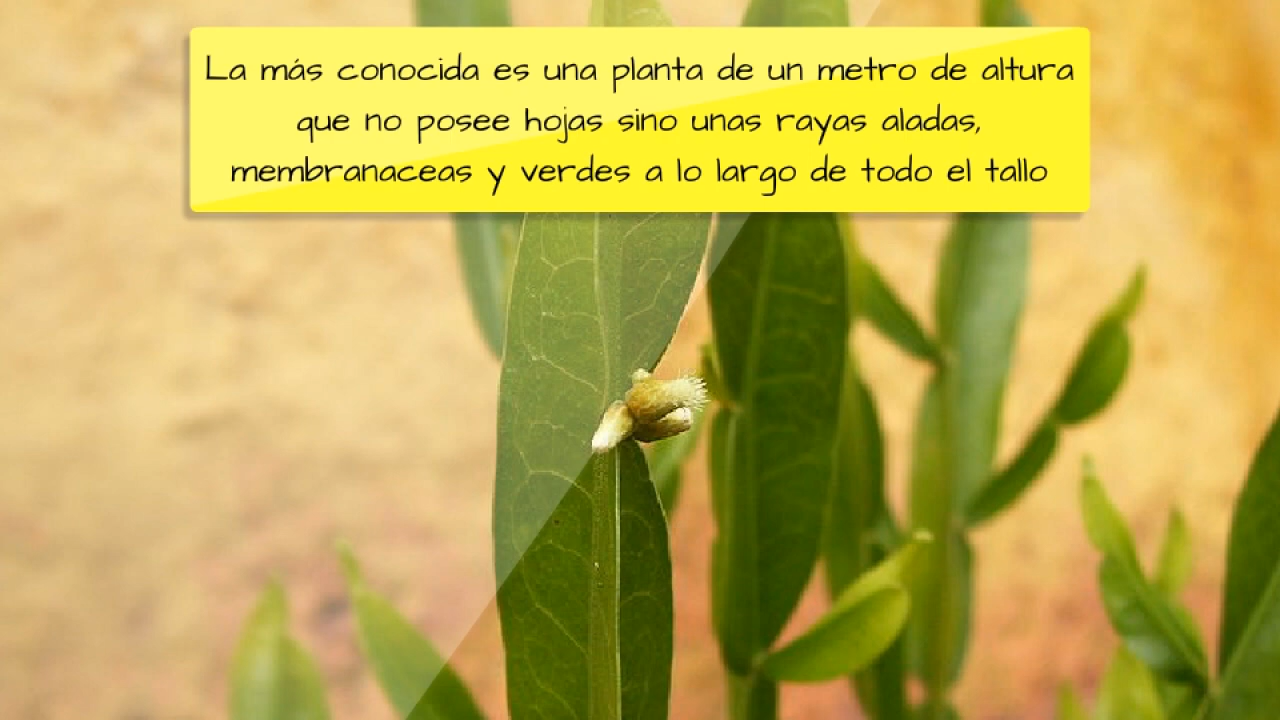 La más conocida es una planta de un metro de altura
que no posee hojas sino unas rayas aladas,
membranaceas y verdes a lo largo de todo el tallo